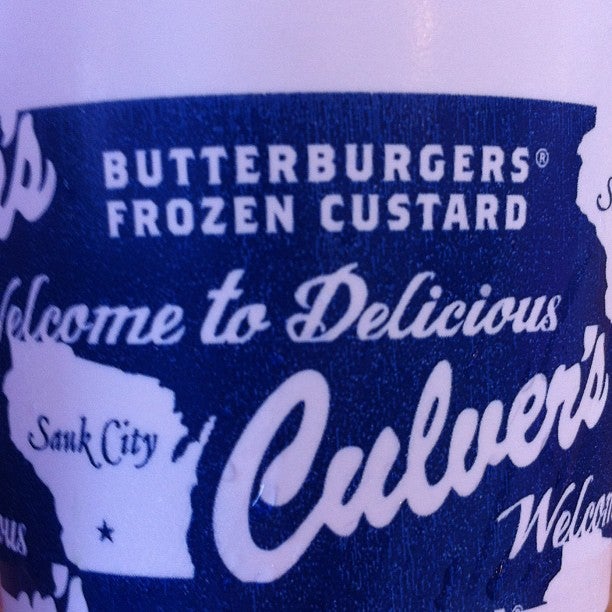 BUTTERBURGERS®
FROZEN CUSTARD
Welcome to Delicious
Culver's
Sauk City